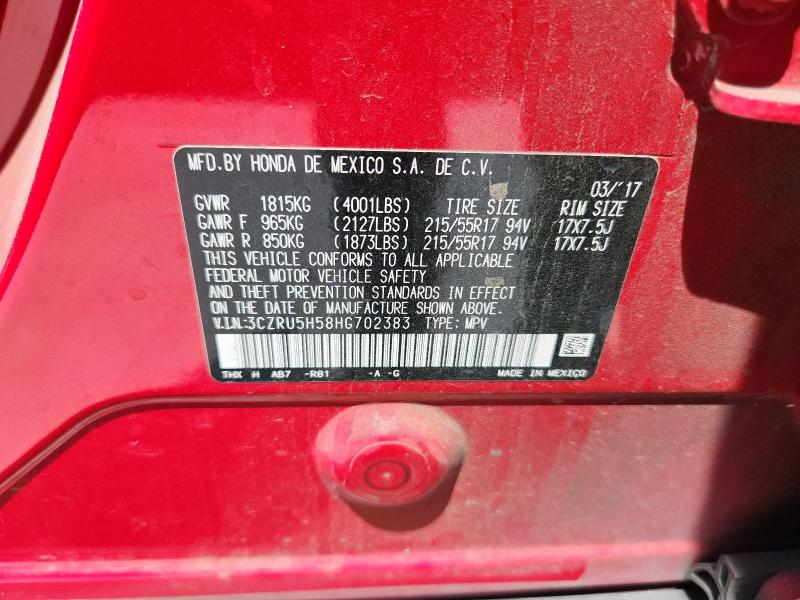 MFD.BY HONDA DE MEXICO S.A. DE C.V.
03/'17
GVWR 1815KG (4001LBS) TIRE SIZE RIM SIZE
GAWR F 965KG (2127LBS) 215/55R17 94V 17X7.5J
GAWR R 850KG (1873LBS) 215/55R17 94V 17X7.5J
THIS VEHICLE CONFORMS TO ALL APPLICABLE
FEDERAL MOTOR VEHICLE SAFETY
AND THEFT PREVENTION STANDARDS IN EFFECT
ON THE DATE OF MANUFACTURE SHOWN ABOVE.
V.I.N.:3CZRU5H58HG702383 TYPE: MPV
THX H AB7 -RB1 -A -G MADE IN MEXICO